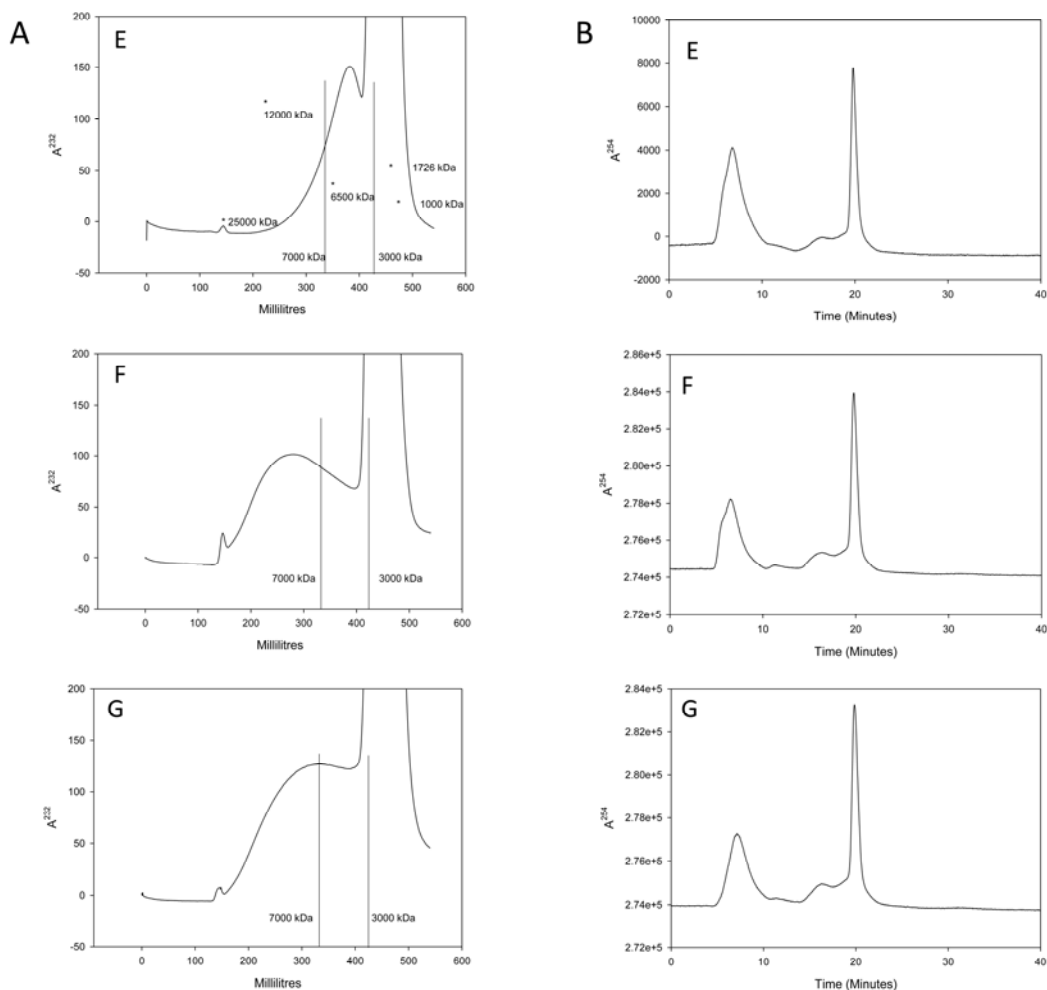 A
E
200
150
100
50
0
-50
A232
*
12000 kDa
*
25000 kDa
*
6500 kDa
*
1726 kDa
*
1000 kDa
7000 kDa
3000 kDa
0 100 200 300 400 500 600
Millilitres
B
E
10000
8000
6000
4000
2000
0
-2000
A254
0 10 20 30 40
Time (Minutes)
F
200
150
100
50
0
-50
A232
7000 kDa
3000 kDa
0 100 200 300 400 500 600
Millilitres
F
2.86e+5
2.84e+5
2.82e+5
2.80e+5
2.78e+5
2.76e+5
2.74e+5
2.72e+5
A254
0 10 20 30 40
Time (Minutes)
G
200
150
100
50
0
-50
A232
7000 kDa
3000 kDa
0 100 200 300 400 500 600
Millilitres
G
2.84e+5
2.82e+5
2.80e+5
2.78e+5
2.76e+5
2.74e+5
2.72e+5
A254
0 10 20 30 40
Time (Minutes)